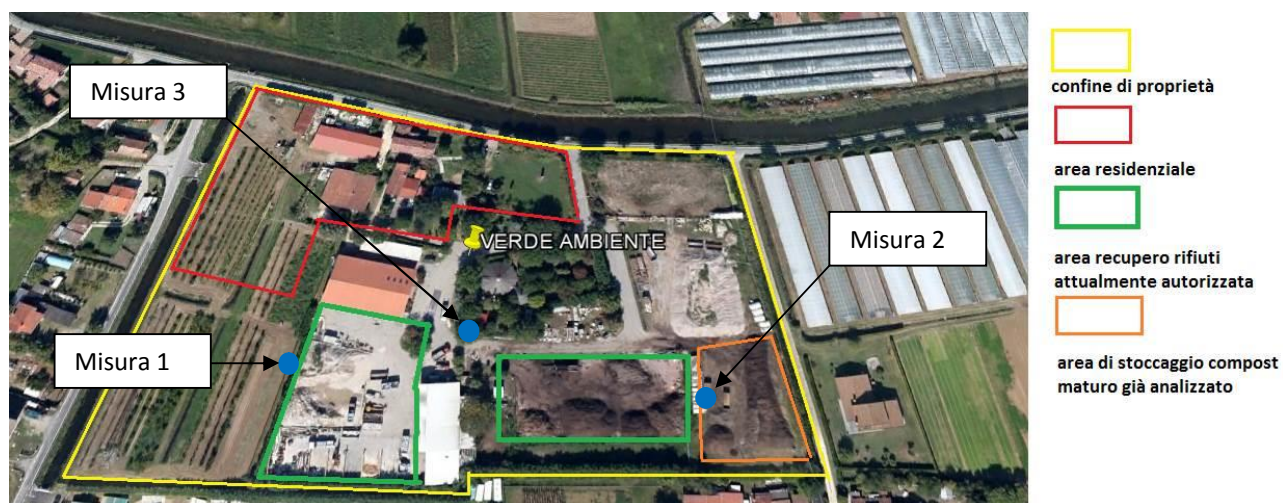 Misura 3
VERDE AMBIENTE
Misura 2
Misura 1
confine di proprietà
area residenziale
area recupero rifiuti
attualmente autorizzata
area di stoccaggio compost
maturo già analizzato